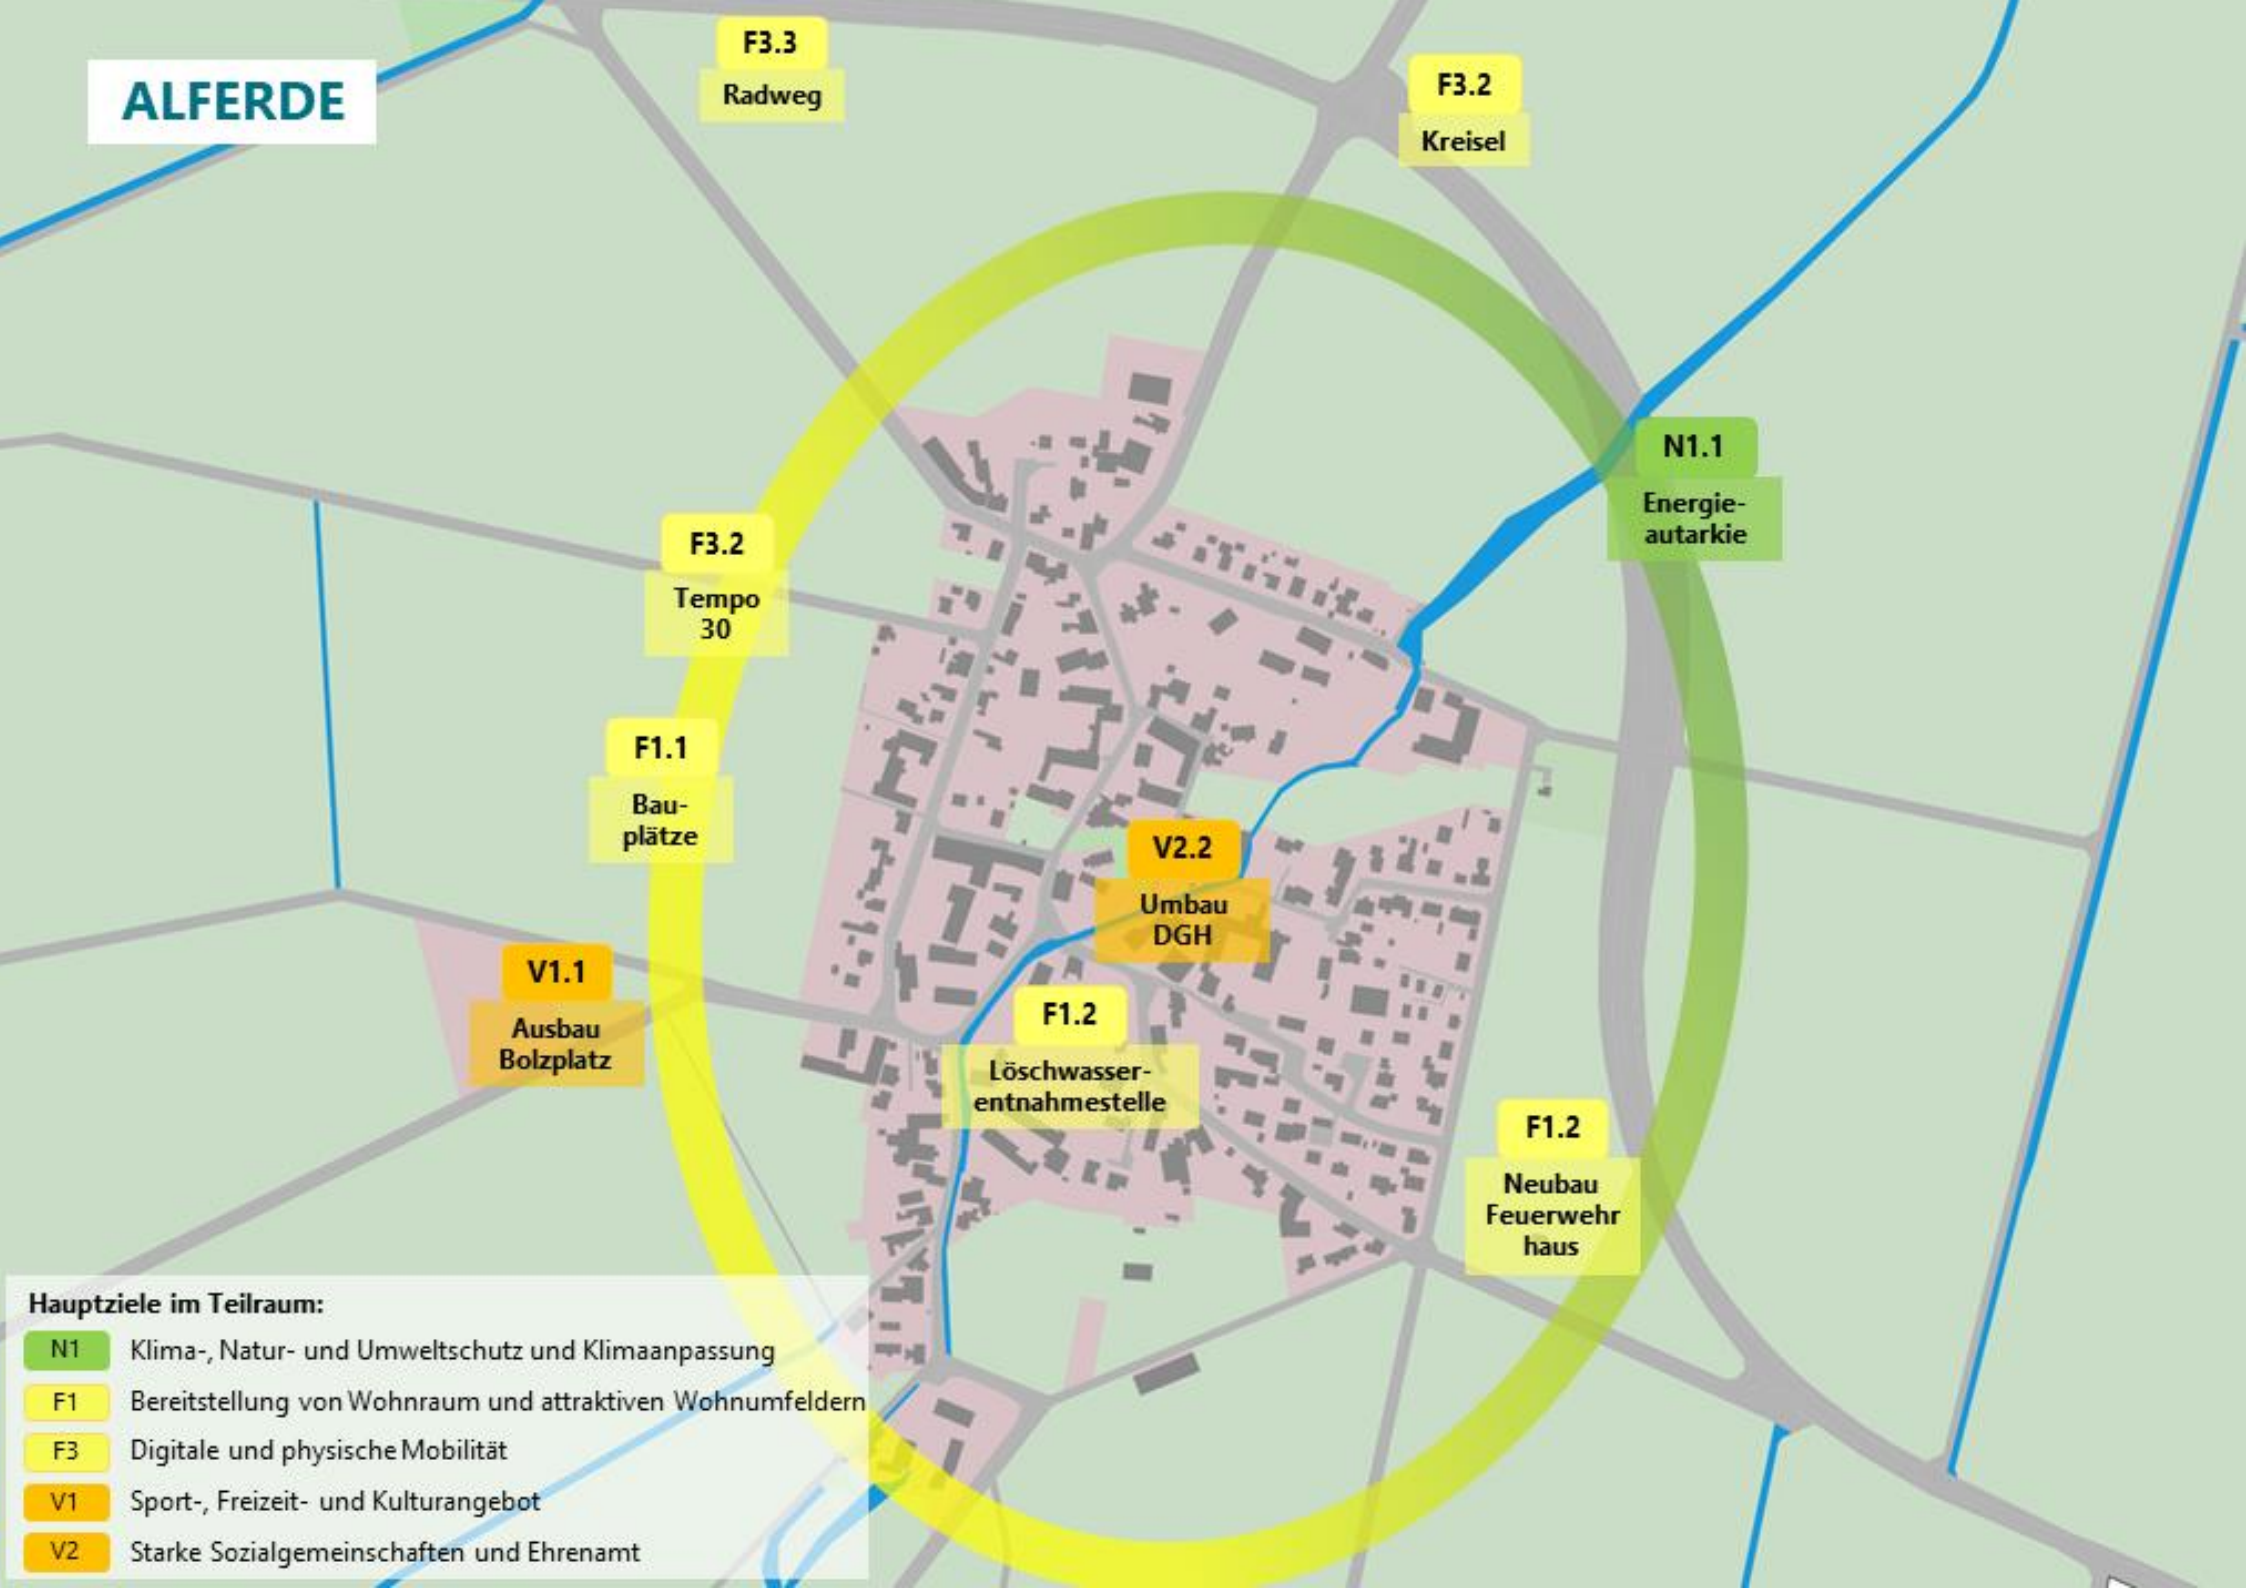 ALFERDE
F3.3
Radweg
F3.2
Kreisel
N1.1
Energie-
autarkie
F3.2
Tempo
30
F1.1
Bau-
plätze
V2.2
Umbau
DGH
V1.1
Ausbau
Bolzplatz
F1.2
Löschwasser-
entnahmestelle
F1.2
Neubau
Feuerwehr
haus
Hauptziele im Teilraum:
N1 Klima-, Natur- und Umweltschutz und Klimaanpassung
F1 Bereitstellung von Wohnraum und attraktiven Wohnumfeldern
F3 Digitale und physische Mobilität
V1 Sport-, Freizeit- und Kulturangebot
V2 Starke Sozialgemeinschaften und Ehrenamt